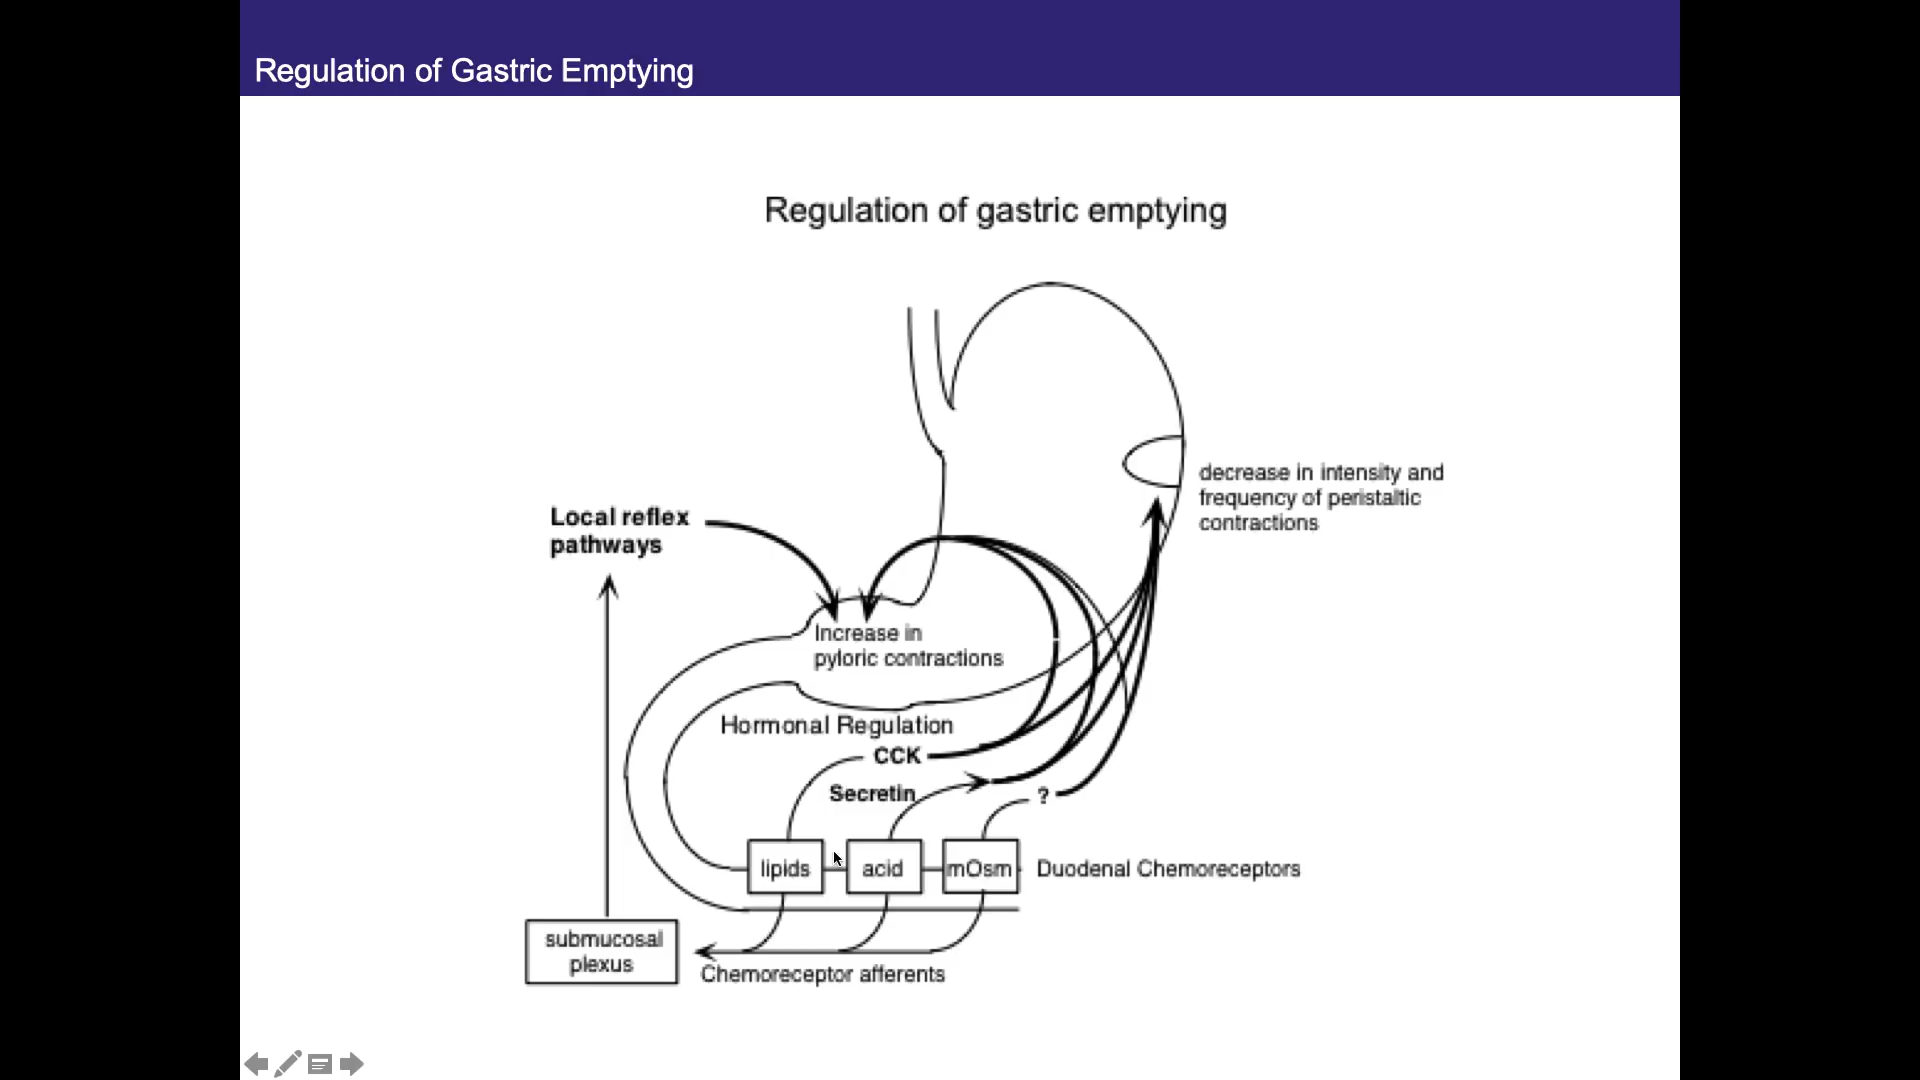 Regulation of Gastric Emptying
Regulation of gastric emptying
decrease in intensity and
frequency of peristaltic
contractions
Local reflex
pathways
Increase in
pyloric contractions
Hormonal Regulation
CCK
Secretin
?
lipids
acid
mOsm
Duodenal Chemoreceptors
submucosal
plexus
Chemoreceptor afferents